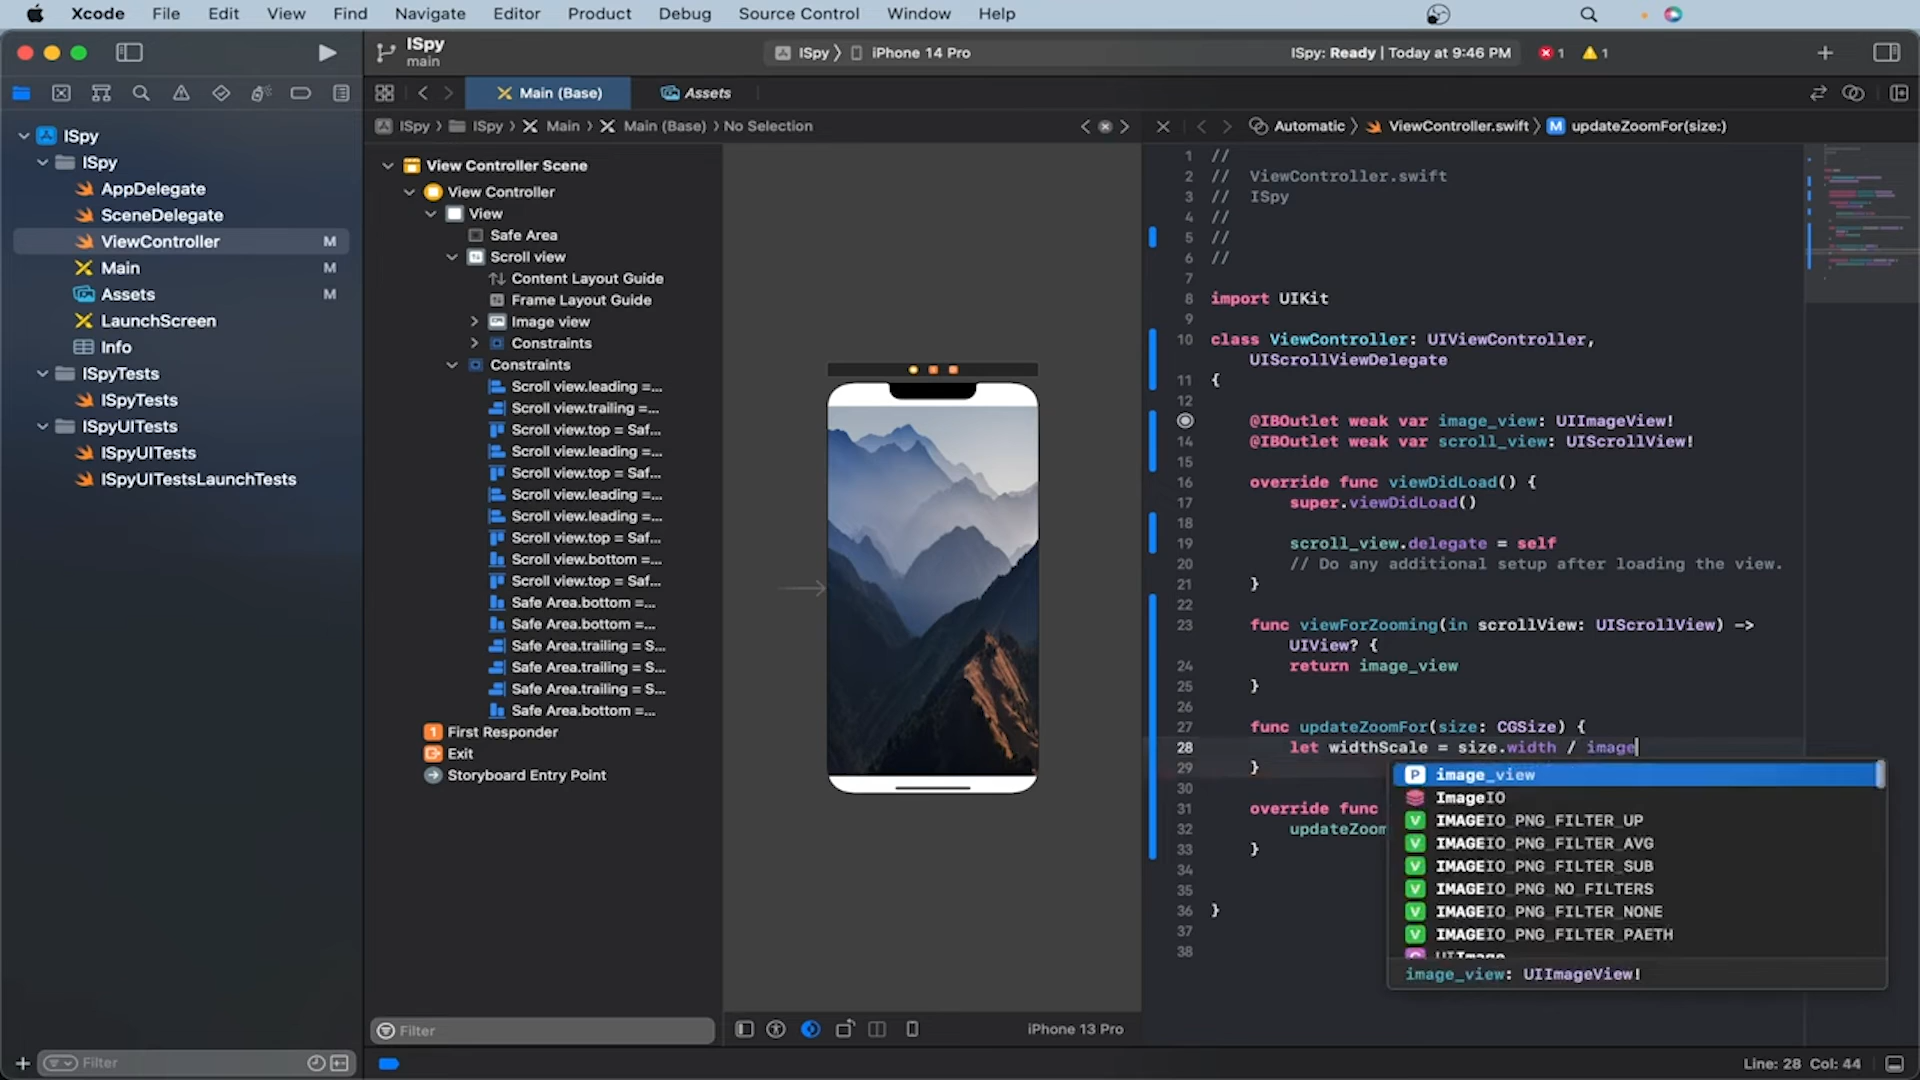 Xcode File Edit View Find Navigate Editor Product Debug Source Control Window Help
ISpy
main
ISpy iPhone 14 Pro
ISpy: Ready | Today at 9:46 PM
1
1
Main (Base)
Assets
ISpy
ISpy
AppDelegate
SceneDelegate
ViewController M
Main M
Assets M
LaunchScreen
Info
ISpyTests
ISpyTests
ISpyUITests
ISpyUITests
ISpyUITestsLaunchTests
Filter
ISpy ISpy Main Main (Base) No Selection
View Controller Scene
View Controller
View
Safe Area
Scroll view
Content Layout Guide
Frame Layout Guide
Image view
Constraints
Constraints
Scroll view.leading =...
Scroll view.trailing =...
Scroll view.top = Saf...
Scroll view.leading =...
Scroll view.top = Saf...
Scroll view.leading =...
Scroll view.leading =...
Scroll view.top = Saf...
Scroll view.bottom =...
Scroll view.top = Saf...
Safe Area.bottom =...
Safe Area.bottom =...
Safe Area.trailing = S...
Safe Area.trailing = S...
Safe Area.trailing = S...
Safe Area.bottom =...
1 First Responder
Exit
Storyboard Entry Point
Filter
iPhone 13 Pro
Automatic ViewController.swift M updateZoomFor(size:)
1 //
2 // ViewController.swift
3 // ISpy
4 //
5 //
6 //
7
8 import UIKit
9
10 class ViewController: UIViewController,
UIScrollViewDelegate
11 {
12
@IBOutlet weak var image_view: UIImageView!
14 @IBOutlet weak var scroll_view: UIScrollView!
15
16 override func viewDidLoad() {
17 super.viewDidLoad()
18
19 scroll_view.delegate = self
20 // Do any additional setup after loading the view.
21 }
22
23 func viewForZooming(in scrollView: UIScrollView) ->
UIView? {
24 return image_view
25 }
26
27 func updateZoomFor(size: CGSize) {
28 let widthScale = size.width / image
29 }
30
31 override func
32 updateZoom
33 }
34
35
36 }
37
38
P image_view
ImageIO
V IMAGEIO_PNG_FILTER_UP
V IMAGEIO_PNG_FILTER_AVG
V IMAGEIO_PNG_FILTER_SUB
V IMAGEIO_PNG_NO_FILTERS
V IMAGEIO_PNG_FILTER_NONE
V IMAGEIO_PNG_FILTER_PAETH
C UIImage
image_view: UIImageView!
Line: 28 Col: 44